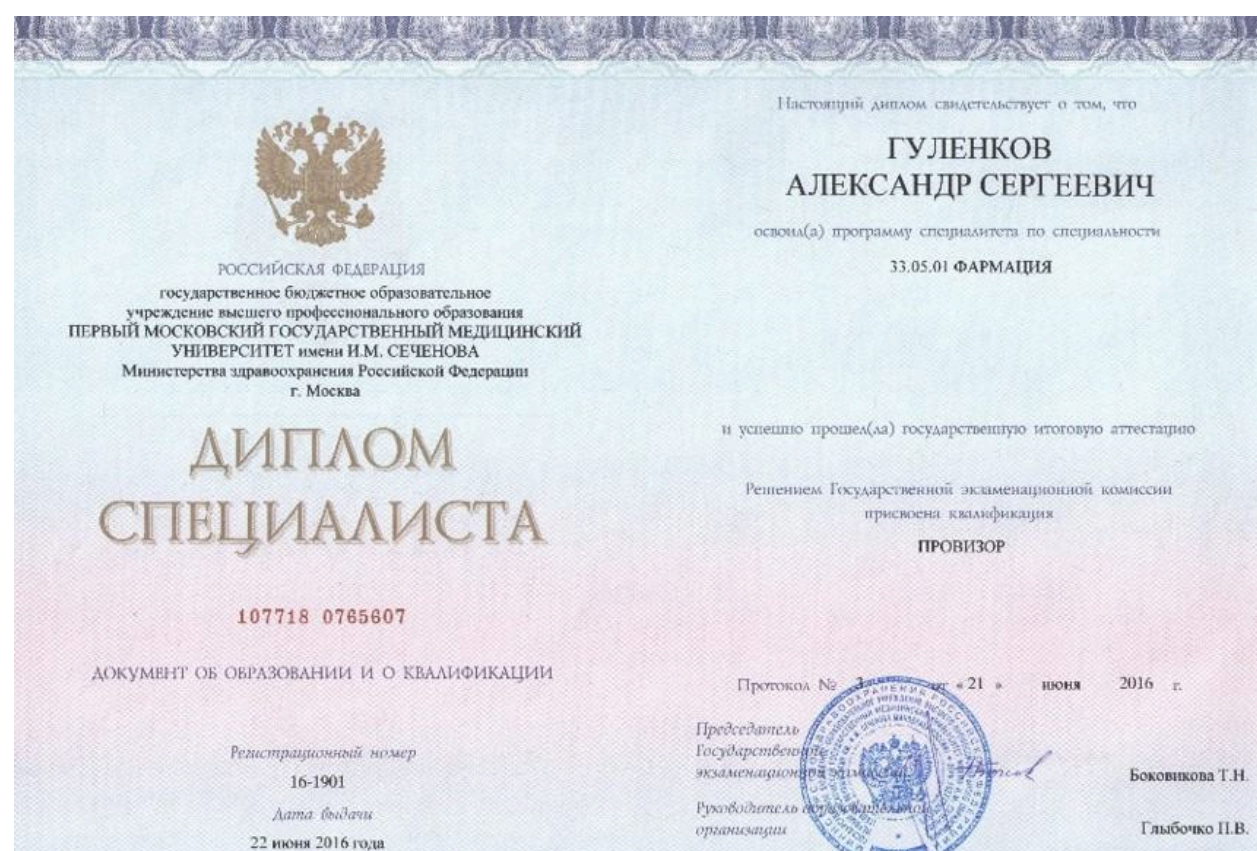 РОССИЙСКАЯ ФЕДЕРАЦИЯ
государственное бюджетное образовательное
учреждение высшего профессионального образования
ПЕРВЫЙ МОСКОВСКИЙ ГОСУДАРСТВЕННЫЙ МЕДИЦИНСКИЙ
УНИВЕРСИТЕТ имени И.М. СЕЧЕНОВА
Министерства здравоохранения Российской Федерации
г. Москва
ДИПЛОМ
СПЕЦИАЛИСТА
107718 0765607
ДОКУМЕНТ ОБ ОБРАЗОВАНИИ И О КВАЛИФИКАЦИИ
Регистрационный номер
16-1901
Дата выдачи
22 июня 2016 года
Настоящий диплом свидетельствует о том, что
ГУЛЕНКОВ
АЛЕКСАНДР СЕРГЕЕВИЧ
освоил(а) программу специалитета по специальности
33.05.01 ФАРМАЦИЯ
и успешно прошел(ла) государственную итоговую аттестацию
Решением Государственной экзаменационной комиссии
присвоена квалификация
ПРОВИЗОР
Протокол № 3 от «21» июня 2016 г.
Председатель
Государственной
экзаменационной комиссии Боковикова Т.Н.
Руководитель образовательной
организации Глыбочко П.В.